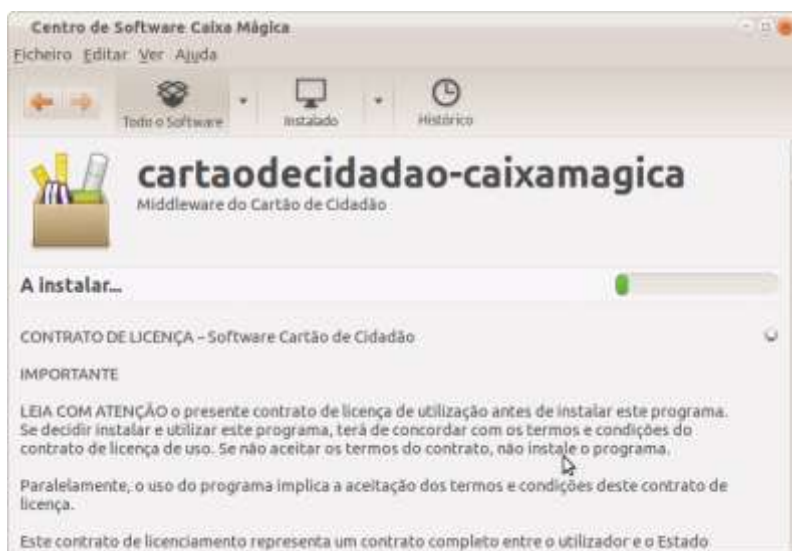 Centro de Software Caixa Mágica
Ficheiro Editar Ver Ajuda
Todo o Software Instalado Histórico
cartaodecidadao-caixamagica
Middleware do Cartão de Cidadão
A instalar...
CONTRATO DE LICENÇA – Software Cartão de Cidadão
IMPORTANTE
LEIA COM ATENÇÃO o presente contrato de licença de utilização antes de instalar este programa.
Se decidir instalar e utilizar este programa, terá de concordar com os termos e condições do
contrato de licença de uso. Se não aceitar os termos do contrato, não instale o programa.
Paralelamente, o uso do programa implica a aceitação dos termos e condições deste contrato de
licença.
Este contrato de licenciamento representa um contrato completo entre o utilizador e o Estado